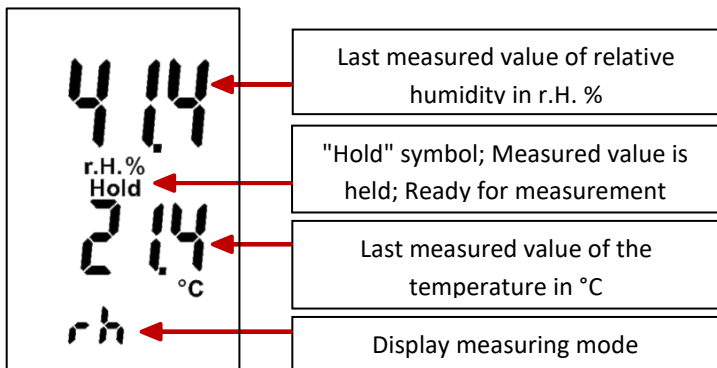 41.4
r.H.%
Hold
21.4
°C
rh
Last measured value of relative
humidity in r.H. %
"Hold" symbol; Measured value is
held; Ready for measurement
Last measured value of the
temperature in °C
Display measuring mode